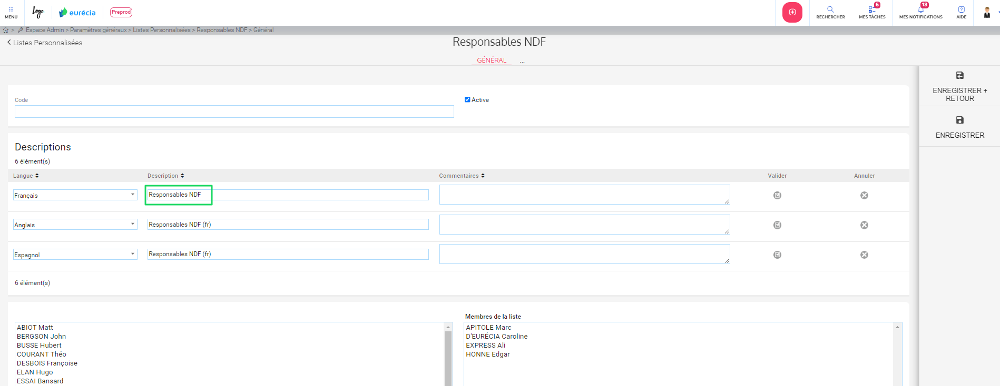 MENU
Logo
eurécia
Preprod
RECHERCHER
6
MES TÂCHES
13
MES NOTIFICATIONS
AIDE
> Espace Admin > Paramètres généraux > Listes Personnalisées > Responsables NDF > Général
Listes Personnalisées
Responsables NDF
GÉNÉRAL ...
ENREGISTRER +
RETOUR
ENREGISTRER
Code
Active
Descriptions
6 élément(s)
Langue Description Commentaires Valider Annuler
Français Responsables NDF
Anglais Responsables NDF (fr)
Espagnol Responsables NDF (fr)
6 élément(s)
ABIOT Matt
BERGSON John
BUSSE Hubert
COURANT Théo
DESBOIS Françoise
ELAN Hugo
ESSAI Bansard
Membres de la liste
APITOLE Marc
D'EURÉCIA Caroline
EXPRESS Ali
HONNE Edgar